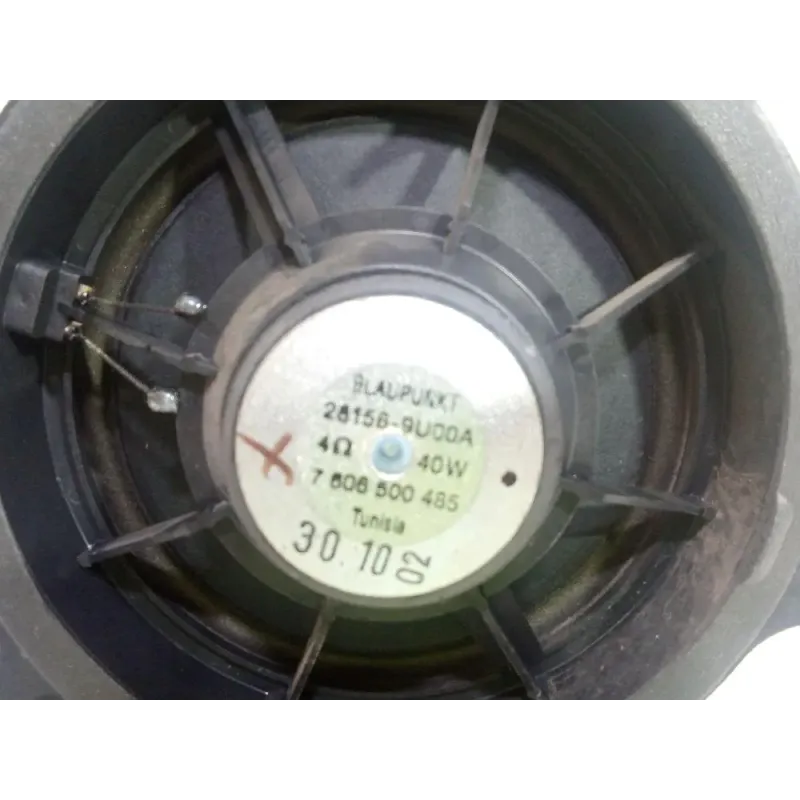 BLAUPUNKT
28156-9U00A
4Ω 40W
7 606 500 485
Tunisia
30.10 02